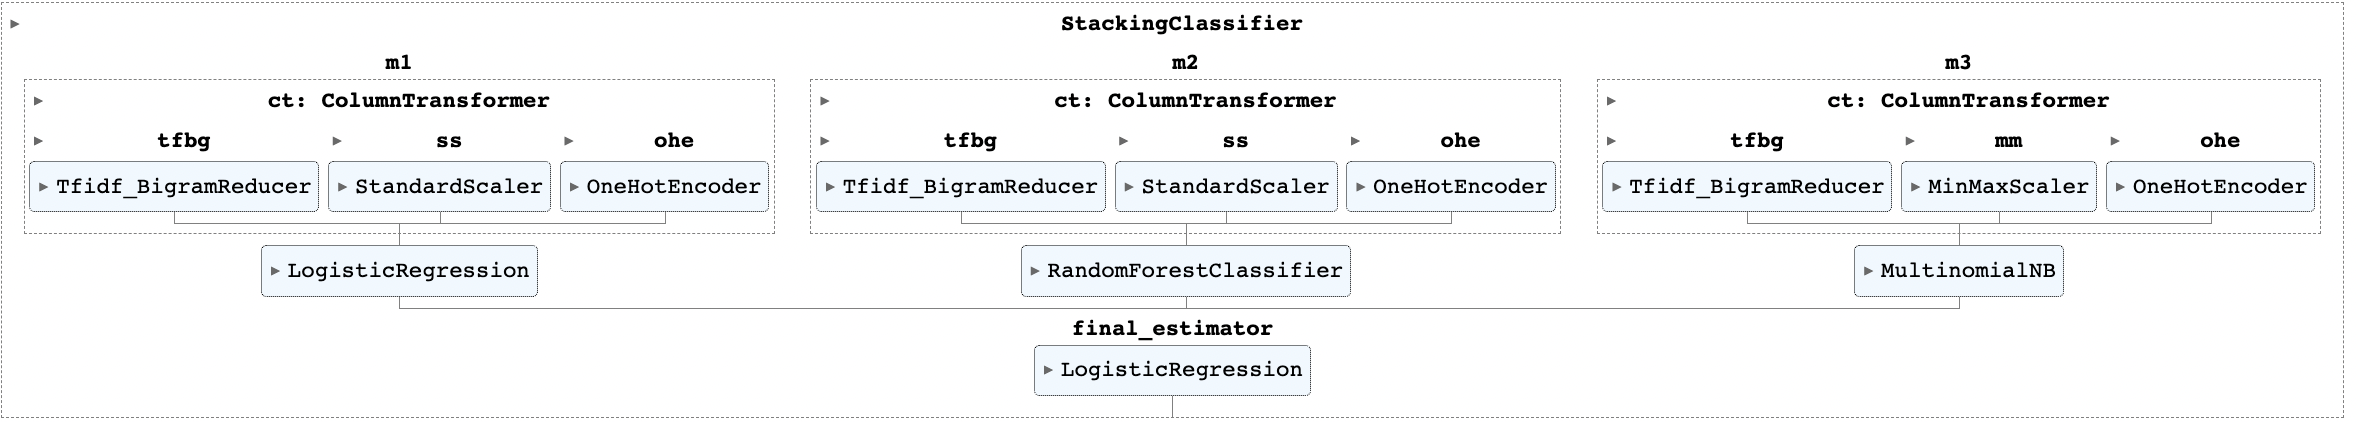 StackingClassifier
m1 m2 m3
ct: ColumnTransformer ct: ColumnTransformer ct: ColumnTransformer
tfbg ss ohe tfbg ss ohe tfbg mm ohe
Tfidf_BigramReducer StandardScaler OneHotEncoder Tfidf_BigramReducer StandardScaler OneHotEncoder Tfidf_BigramReducer MinMaxScaler OneHotEncoder
LogisticRegression RandomForestClassifier MultinomialNB
final_estimator
LogisticRegression